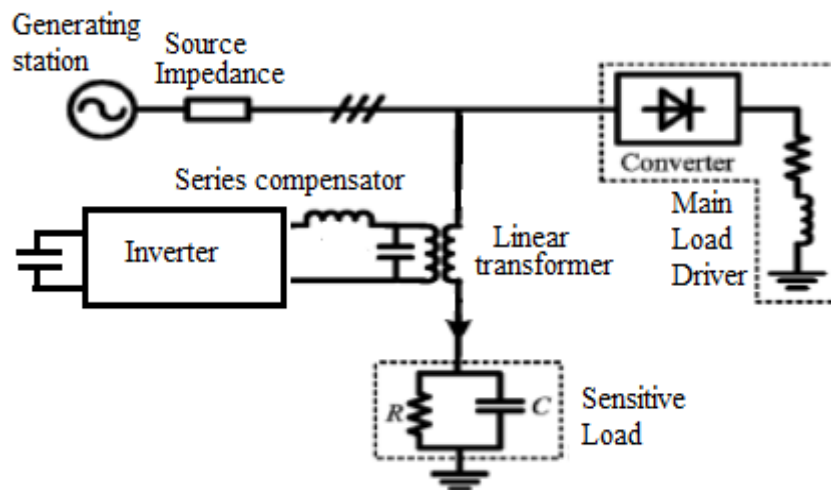 Generating
station
Source
Impedance
Converter
Series compensator
Main
Load
Driver
Inverter
Linear
transformer
R
C
Sensitive
Load